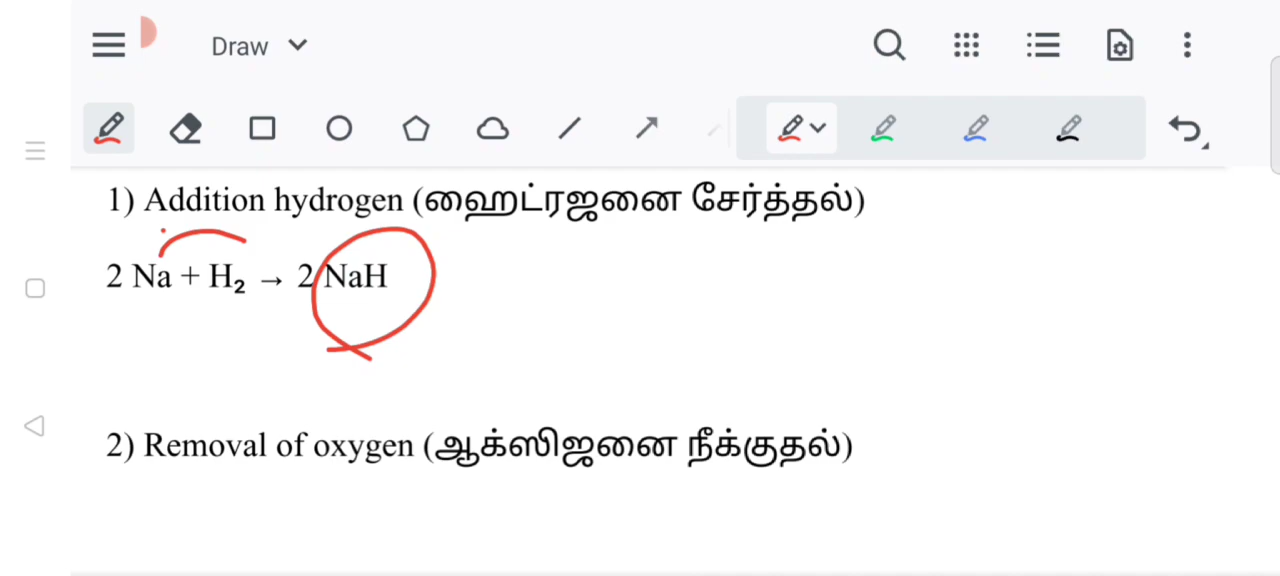 Draw
1) Addition hydrogen (ஹைட்ரஜனை சேர்த்தல்)
2 Na + H₂ → 2 NaH
2) Removal of oxygen (ஆக்ஸிஜனை நீக்குதல்)